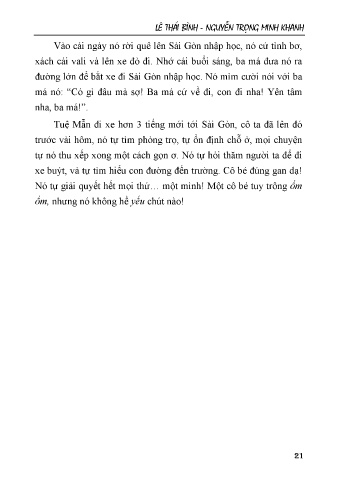 LÊ THÁI BÌNH - NGUYỄN TRỌNG MINH KHANH
Vào cái ngày nó rời quê lên Sài Gòn nhập học, nó cứ tỉnh bơ,
xách cái vali và lên xe đò đi. Nhớ cái buổi sáng, ba má đưa nó ra
đường lớn để bắt xe đi Sài Gòn nhập học. Nó mỉm cười nói với ba
má nó: “Có gì đâu mà sợ! Ba má cứ về đi, con đi nha! Yên tâm
nha, ba má!”.
Tuệ Mẫn đi xe hơn 3 tiếng mới tới Sài Gòn, cô ta đã lên đó
trước vài hôm, nó tự tìm phòng trọ, tự ổn định chỗ ở, mọi chuyện
tự nó thu xếp xong một cách gọn ơ. Nó tự hỏi thăm người ta để đi
xe buýt, và tự tìm hiểu con đường đến trường. Cô bé đúng gan dạ!
Nó tự giải quyết hết mọi thứ… một mình! Một cô bé tuy trông ốm
ốm, nhưng nó không hề yếu chút nào!
21